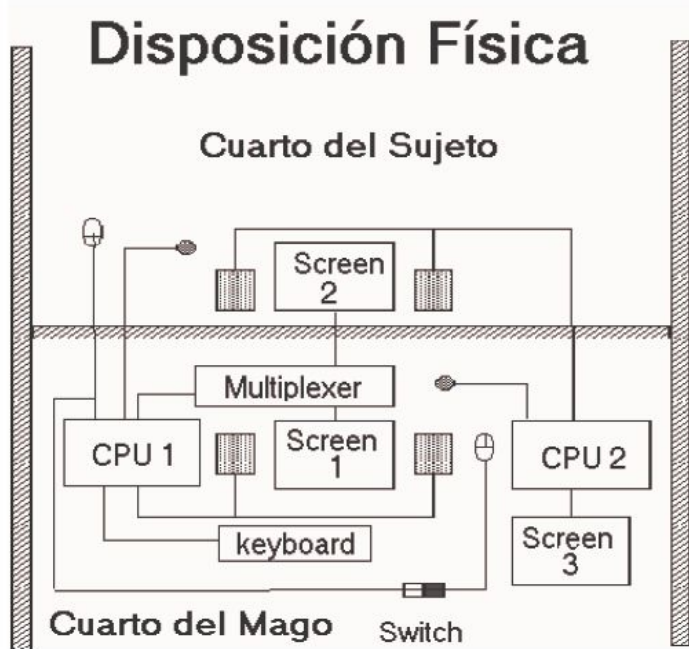 Disposición Física
Cuarto del Sujeto
Screen
2
Multiplexer
CPU 1
Screen
1
CPU 2
keyboard
Screen
3
Cuarto del Mago
Switch